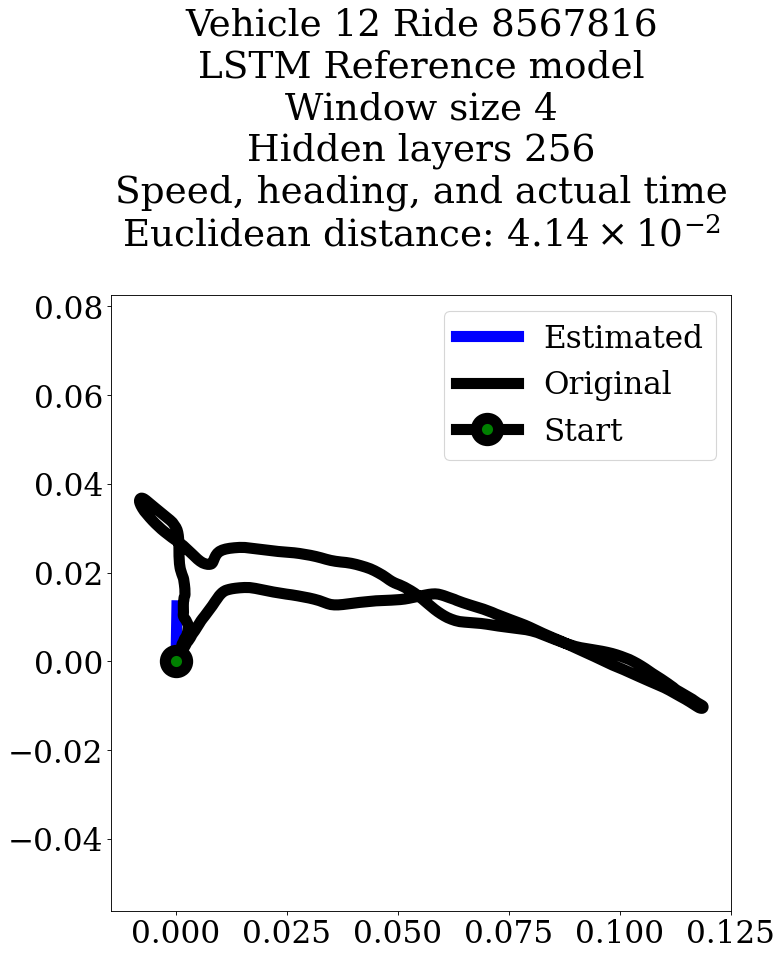 Vehicle 12 Ride 8567816
LSTM Reference model
Window size 4
Hidden layers 256
Speed, heading, and actual time
Euclidean distance: 4.14 × 10⁻²
Estimated
Original
Start
0.08
0.06
0.04
0.02
0.00
−0.02
−0.04
0.000 0.025 0.050 0.075 0.100 0.125